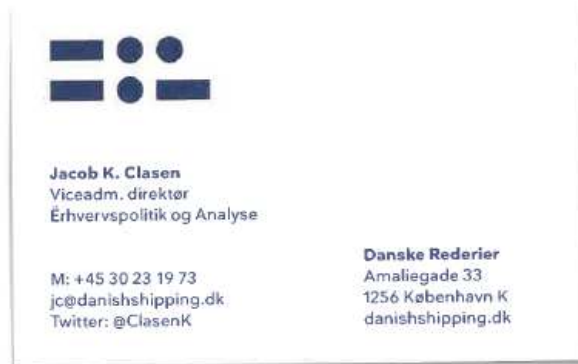 Jacob K. Clasen
Viceadm. direktør
Erhvervspolitik og Analyse
M: +45 30 23 19 73
jc@danishshipping.dk
Twitter: @ClasenK
Danske Rederier
Amaliegade 33
1256 København K
danishshipping.dk